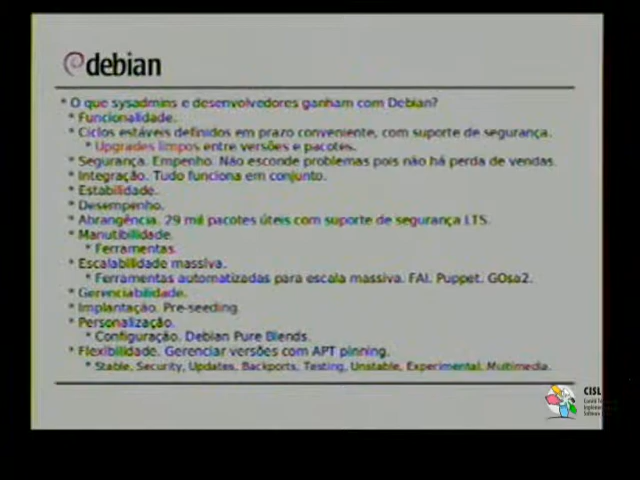 debian
* O que sysadmins e desenvolvedores ganham com Debian?
* Funcionalidade.
* Ciclos estáveis definidos em prazo conveniente, com suporte de segurança.
* Upgrades limpos entre versões e pacotes.
* Segurança. Empenho. Não esconde problemas pois não há perda de vendas.
* Integração. Tudo funciona em conjunto.
* Estabilidade.
* Desempenho.
* Abrangência. 29 mil pacotes úteis com suporte de segurança LTS.
* Manutibilidade.
* Ferramentas.
* Escalabilidade massiva.
* Ferramentas automatizadas para escala massiva. FAI. Puppet. GOsa2.
* Gerenciabilidade.
* Implantação. Pre-seeding.
* Personalização.
* Configuração. Debian Pure Blends.
* Flexibilidade. Gerenciar versões com APT pinning.
* Stable, Security, Updates, Backports, Testing, Unstable, Experimental, Multimedia.
CISL